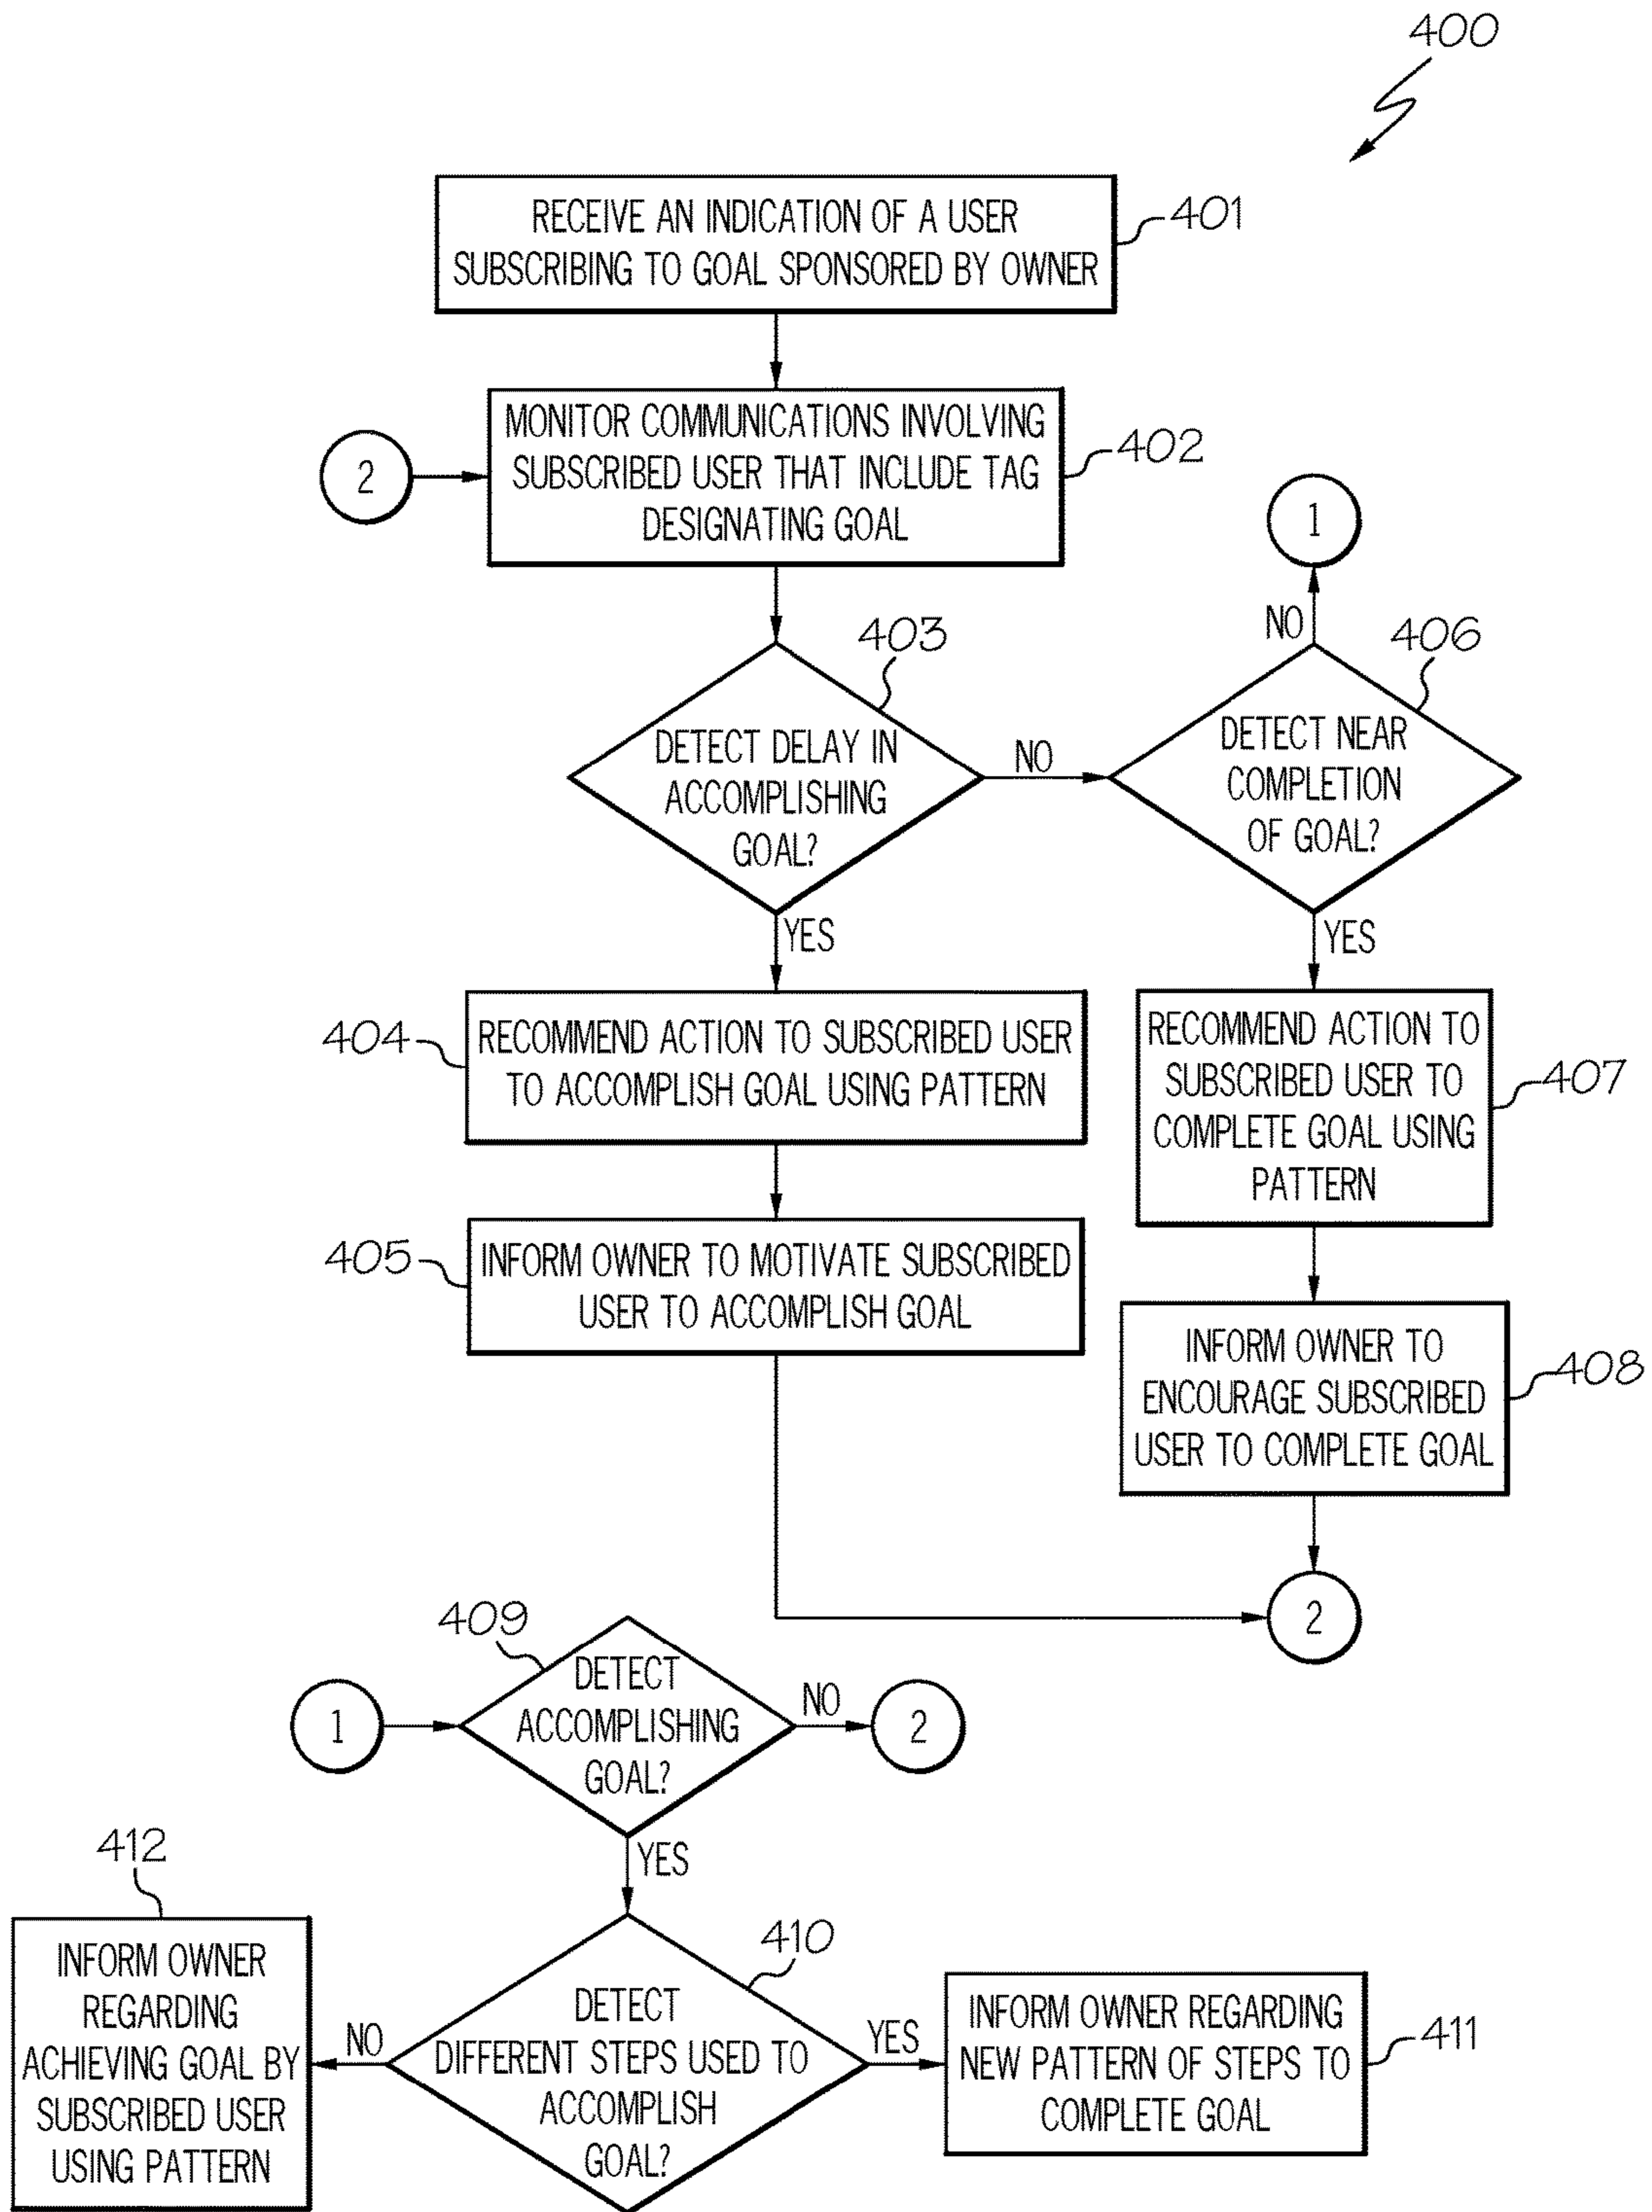 400
RECEIVE AN INDICATION OF A USER
SUBSCRIBING TO GOAL SPONSORED BY OWNER
401
MONITOR COMMUNICATIONS INVOLVING
SUBSCRIBED USER THAT INCLUDE TAG
DESIGNATING GOAL
402
2
1
NO
403
DETECT DELAY IN
ACCOMPLISHING
GOAL?
NO
406
DETECT NEAR
COMPLETION
OF GOAL?
YES
YES
404
RECOMMEND ACTION TO SUBSCRIBED USER
TO ACCOMPLISH GOAL USING PATTERN
RECOMMEND ACTION TO
SUBSCRIBED USER TO
COMPLETE GOAL USING
PATTERN
407
405
INFORM OWNER TO MOTIVATE SUBSCRIBED
USER TO ACCOMPLISH GOAL
INFORM OWNER TO
ENCOURAGE SUBSCRIBED
USER TO COMPLETE GOAL
408
2
409
1
DETECT
ACCOMPLISHING
GOAL?
NO
2
YES
412
INFORM OWNER
REGARDING
ACHIEVING GOAL BY
SUBSCRIBED USER
USING PATTERN
NO
410
DETECT
DIFFERENT STEPS USED TO
ACCOMPLISH
GOAL?
YES
INFORM OWNER REGARDING
NEW PATTERN OF STEPS TO
COMPLETE GOAL
411